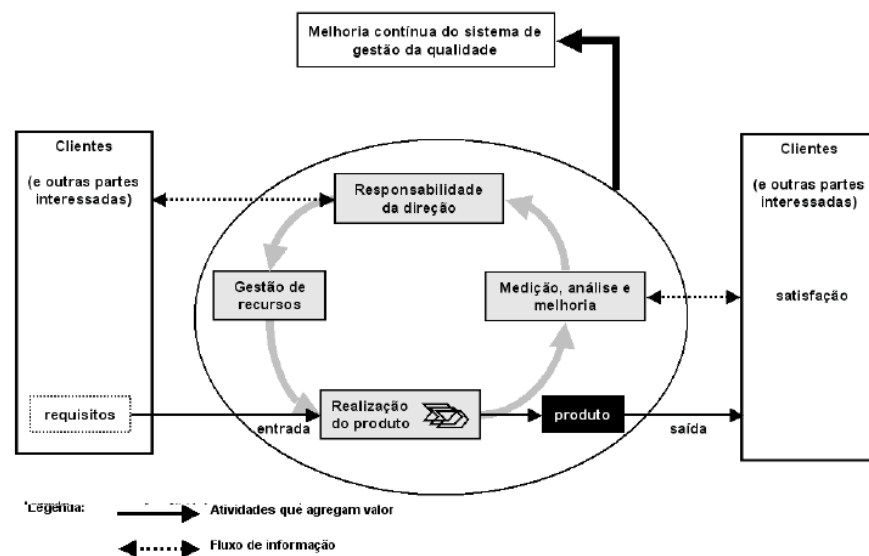 Melhoria contínua do sistema de
gestão da qualidade
Clientes
(e outras partes
interessadas)
Responsabilidade
da direção
Clientes
(e outras partes
interessadas)
Gestão de
recursos
Medição, análise e
melhoria
satisfação
requisitos
entrada
Realização
do produto
produto
saída
Legenda:
Atividades que agregam valor
Fluxo de informação